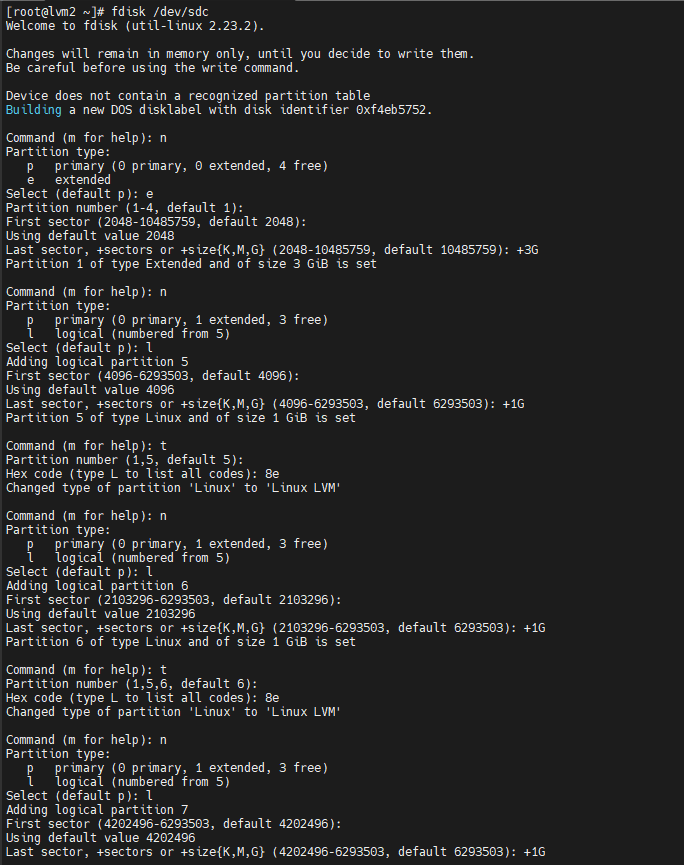 [root@lvm2 ~]# fdisk /dev/sdc
Welcome to fdisk (util-linux 2.23.2).

Changes will remain in memory only, until you decide to write them.
Be careful before using the write command.

Device does not contain a recognized partition table
Building a new DOS disklabel with disk identifier 0xf4eb5752.

Command (m for help): n
Partition type:
   p   primary (0 primary, 0 extended, 4 free)
   e   extended
Select (default p): e
Partition number (1-4, default 1):
First sector (2048-10485759, default 2048):
Using default value 2048
Last sector, +sectors or +size{K,M,G} (2048-10485759, default 10485759): +3G
Partition 1 of type Extended and of size 3 GiB is set

Command (m for help): n
Partition type:
   p   primary (0 primary, 1 extended, 3 free)
   l   logical (numbered from 5)
Select (default p): l
Adding logical partition 5
First sector (4096-6293503, default 4096):
Using default value 4096
Last sector, +sectors or +size{K,M,G} (4096-6293503, default 6293503): +1G
Partition 5 of type Linux and of size 1 GiB is set

Command (m for help): t
Partition number (1,5, default 5):
Hex code (type L to list all codes): 8e
Changed type of partition 'Linux' to 'Linux LVM'

Command (m for help): n
Partition type:
   p   primary (0 primary, 1 extended, 3 free)
   l   logical (numbered from 5)
Select (default p): l
Adding logical partition 6
First sector (2103296-6293503, default 2103296):
Using default value 2103296
Last sector, +sectors or +size{K,M,G} (2103296-6293503, default 6293503): +1G
Partition 6 of type Linux and of size 1 GiB is set

Command (m for help): t
Partition number (1,5,6, default 6):
Hex code (type L to list all codes): 8e
Changed type of partition 'Linux' to 'Linux LVM'

Command (m for help): n
Partition type:
   p   primary (0 primary, 1 extended, 3 free)
   l   logical (numbered from 5)
Select (default p): l
Adding logical partition 7
First sector (4202496-6293503, default 4202496):
Using default value 4202496
Last sector, +sectors or +size{K,M,G} (4202496-6293503, default 6293503): +1G